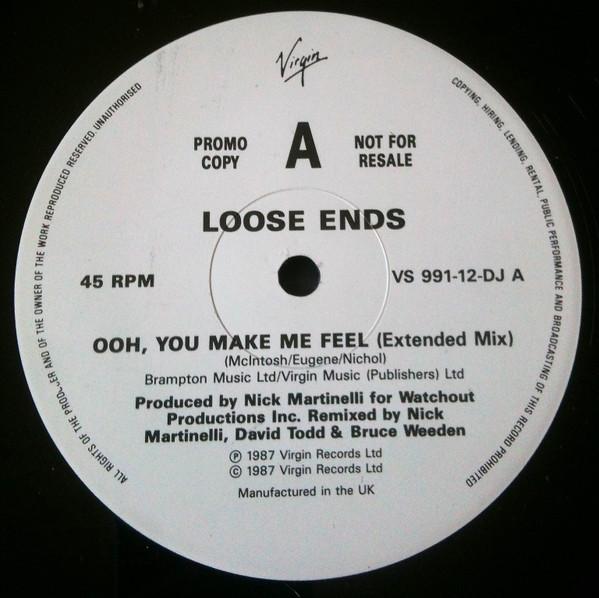 Virgin
PROMO COPY
A
NOT FOR RESALE
LOOSE ENDS
45 RPM
VS 991-12-DJ A
OOH, YOU MAKE ME FEEL (Extended Mix)
(McIntosh/Eugene/Nichol)
Brampton Music Ltd/Virgin Music (Publishers) Ltd
Produced by Nick Martinelli for Watchout
Productions Inc. Remixed by Nick
Martinelli, David Todd & Bruce Weeden
℗ 1987 Virgin Records Ltd
© 1987 Virgin Records Ltd
Manufactured in the UK
ALL RIGHTS OF THE PRODUCER AND OF THE OWNER OF THE WORK REPRODUCED RESERVED. UNAUTHORISED
COPYING, HIRING, LENDING, RENTAL, PUBLIC PERFORMANCE AND BROADCASTING OF THIS RECORD PROHIBITED